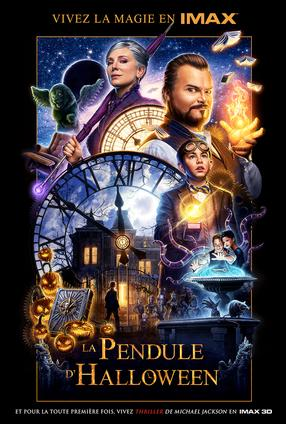 VIVEZ LA MAGIE EN IMAX
LA
PENDULE
D'HALLOWEEN
ET POUR LA TOUTE PREMIÈRE FOIS, VIVEZ THRILLER DE MICHAEL JACKSON EN IMAX 3D